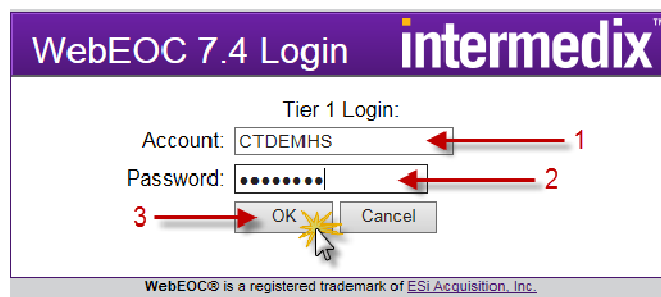 WebEOC 7.4 Login intermedix™
Tier 1 Login:
Account: CTDEMHS 1
Password: •••••••• 2
3 OK Cancel
WebEOC® is a registered trademark of ESi Acquisition, Inc.